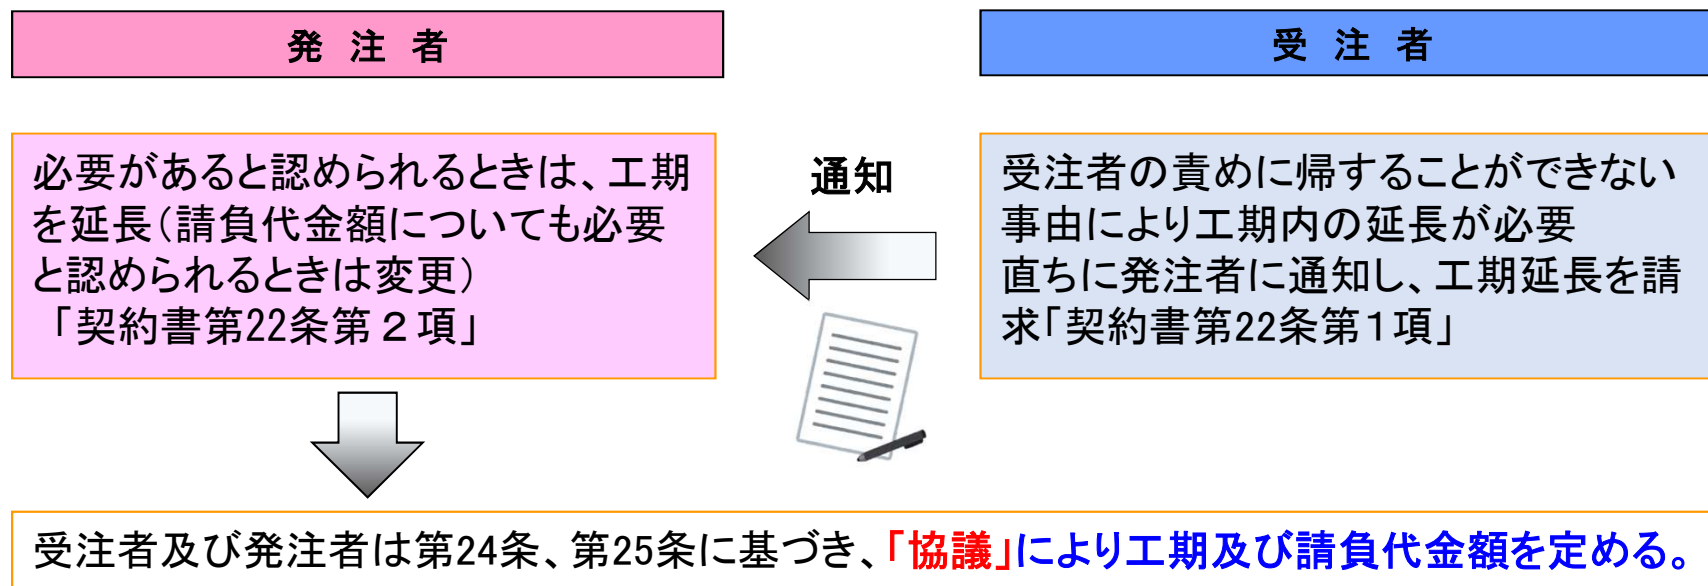 発 注 者
受 注 者
必要があると認められるときは、工期
を延長（請負代金額についても必要
と認められるときは変更）
「契約書第22条第２項」
通知
受注者の責めに帰することができない
事由により工期内の延長が必要
直ちに発注者に通知し、工期延長を請
求「契約書第22条第１項」
受注者及び発注者は第24条、第25条に基づき、「協議」により工期及び請負代金額を定める。